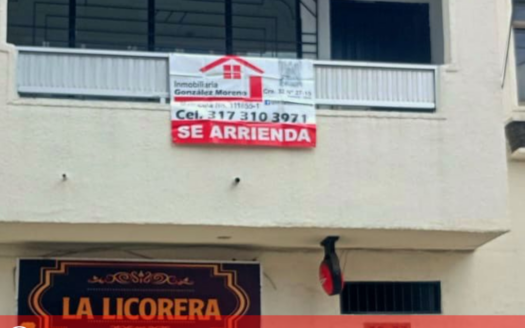 Inmobiliaria
González Moreno
Cel. 317 310 3971
SE ARRIENDA
LA LICORERA